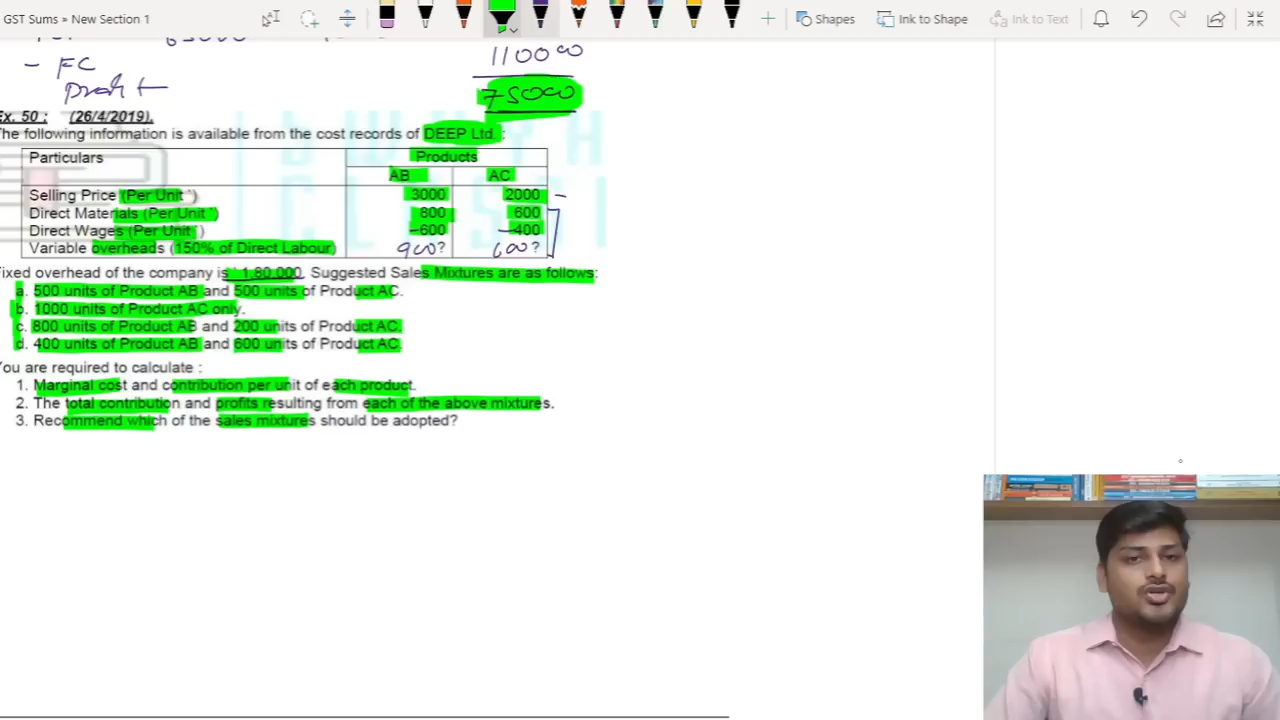 GST Sums » New Section 1
Shapes
Ink to Shape
Ink to Text
110000
- FC
Profit
75000
Ex. 50 : (26/4/2019).
The following information is available from the cost records of DEEP Ltd. :
Particulars Products
AB AC
Selling Price (Per Unit `) 3000 2000 -
Direct Materials (Per Unit `) 800 600
Direct Wages (Per Unit `) 600 400
Variable overheads (150% of Direct Labour) 900 ? 600 ?
Fixed overhead of the company is ` 1,80,000. Suggested Sales Mixtures are as follows:
a. 500 units of Product AB and 500 units of Product AC.
b. 1000 units of Product AC only.
c. 800 units of Product AB and 200 units of Product AC.
d. 400 units of Product AB and 600 units of Product AC.
You are required to calculate :
1. Marginal cost and contribution per unit of each product.
2. The total contribution and profits resulting from each of the above mixtures.
3. Recommend which of the sales mixtures should be adopted?